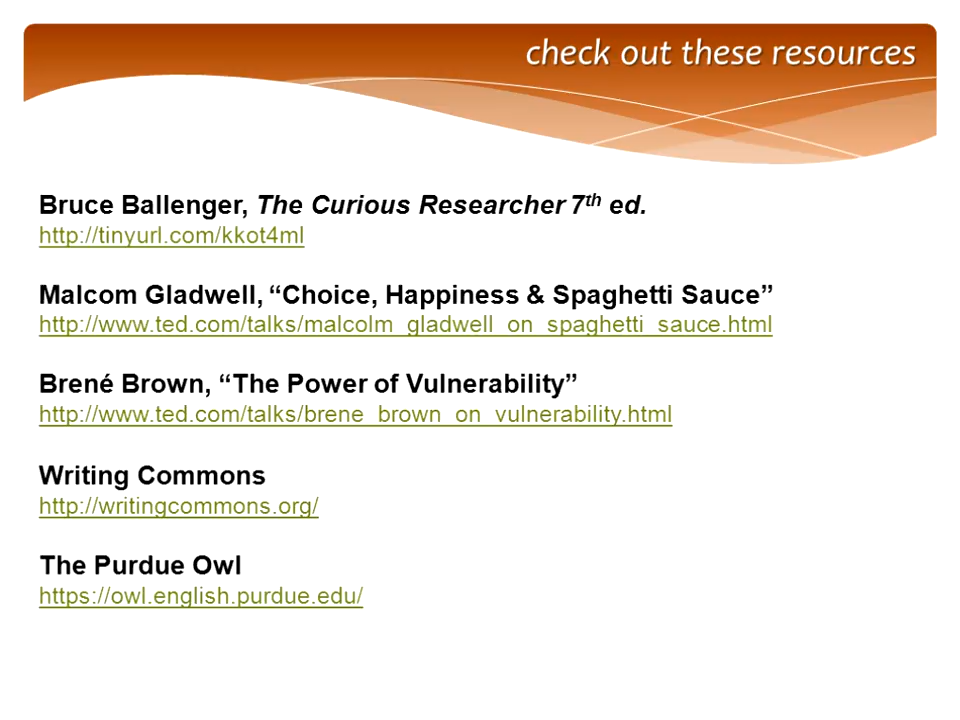 check out these resources
Bruce Ballenger, The Curious Researcher 7th ed.
http://tinyurl.com/kkot4ml
Malcom Gladwell, “Choice, Happiness & Spaghetti Sauce”
http://www.ted.com/talks/malcolm_gladwell_on_spaghetti_sauce.html
Brené Brown, “The Power of Vulnerability”
http://www.ted.com/talks/brene_brown_on_vulnerability.html
Writing Commons
http://writingcommons.org/
The Purdue Owl
https://owl.english.purdue.edu/